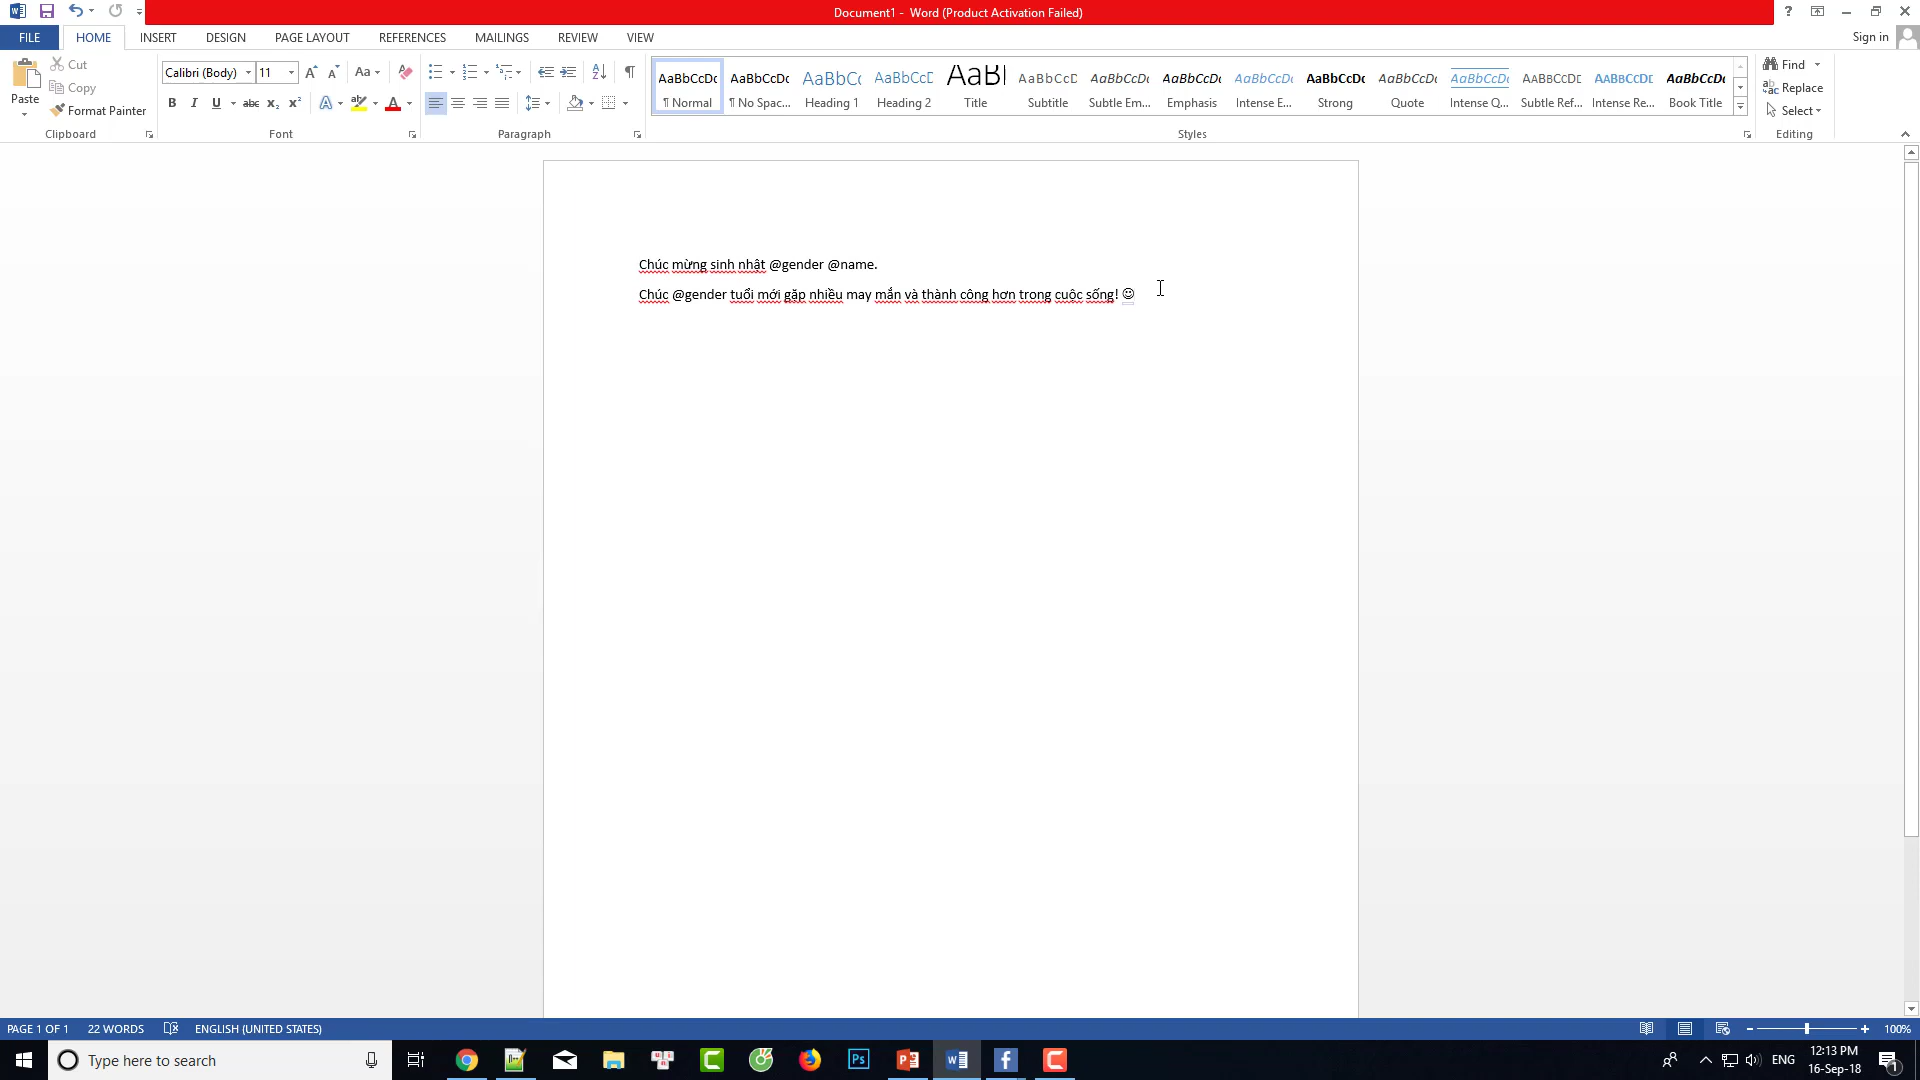 Document1 - Word (Product Activation Failed)
FILE HOME INSERT DESIGN PAGE LAYOUT REFERENCES MAILINGS REVIEW VIEW Sign in
Paste
Cut
Copy
Format Painter
Clipboard
Calibri (Body) 11
Font
Paragraph
AaBbCcDc AaBbCcDc AaBbCc AaBbCcD AaBl AaBbCcD AaBbCcDc AaBbCcDc AaBbCcDc AaBbCcDc AaBbCcDc AaBbCcDc AABBCCDC AABBCCDC AaBbCcDc
¶ Normal ¶ No Spac... Heading 1 Heading 2 Title Subtitle Subtle Em... Emphasis Intense E... Strong Quote Intense Q... Subtle Ref... Intense Re... Book Title
Styles
Find
Replace
Select
Editing
Chúc mừng sinh nhật @gender @name.
Chúc @gender tuổi mới gặp nhiều may mắn và thành công hơn trong cuộc sống! ☺
PAGE 1 OF 1 22 WORDS ENGLISH (UNITED STATES) 100%
Type here to search
ENG
12:13 PM
16-Sep-18